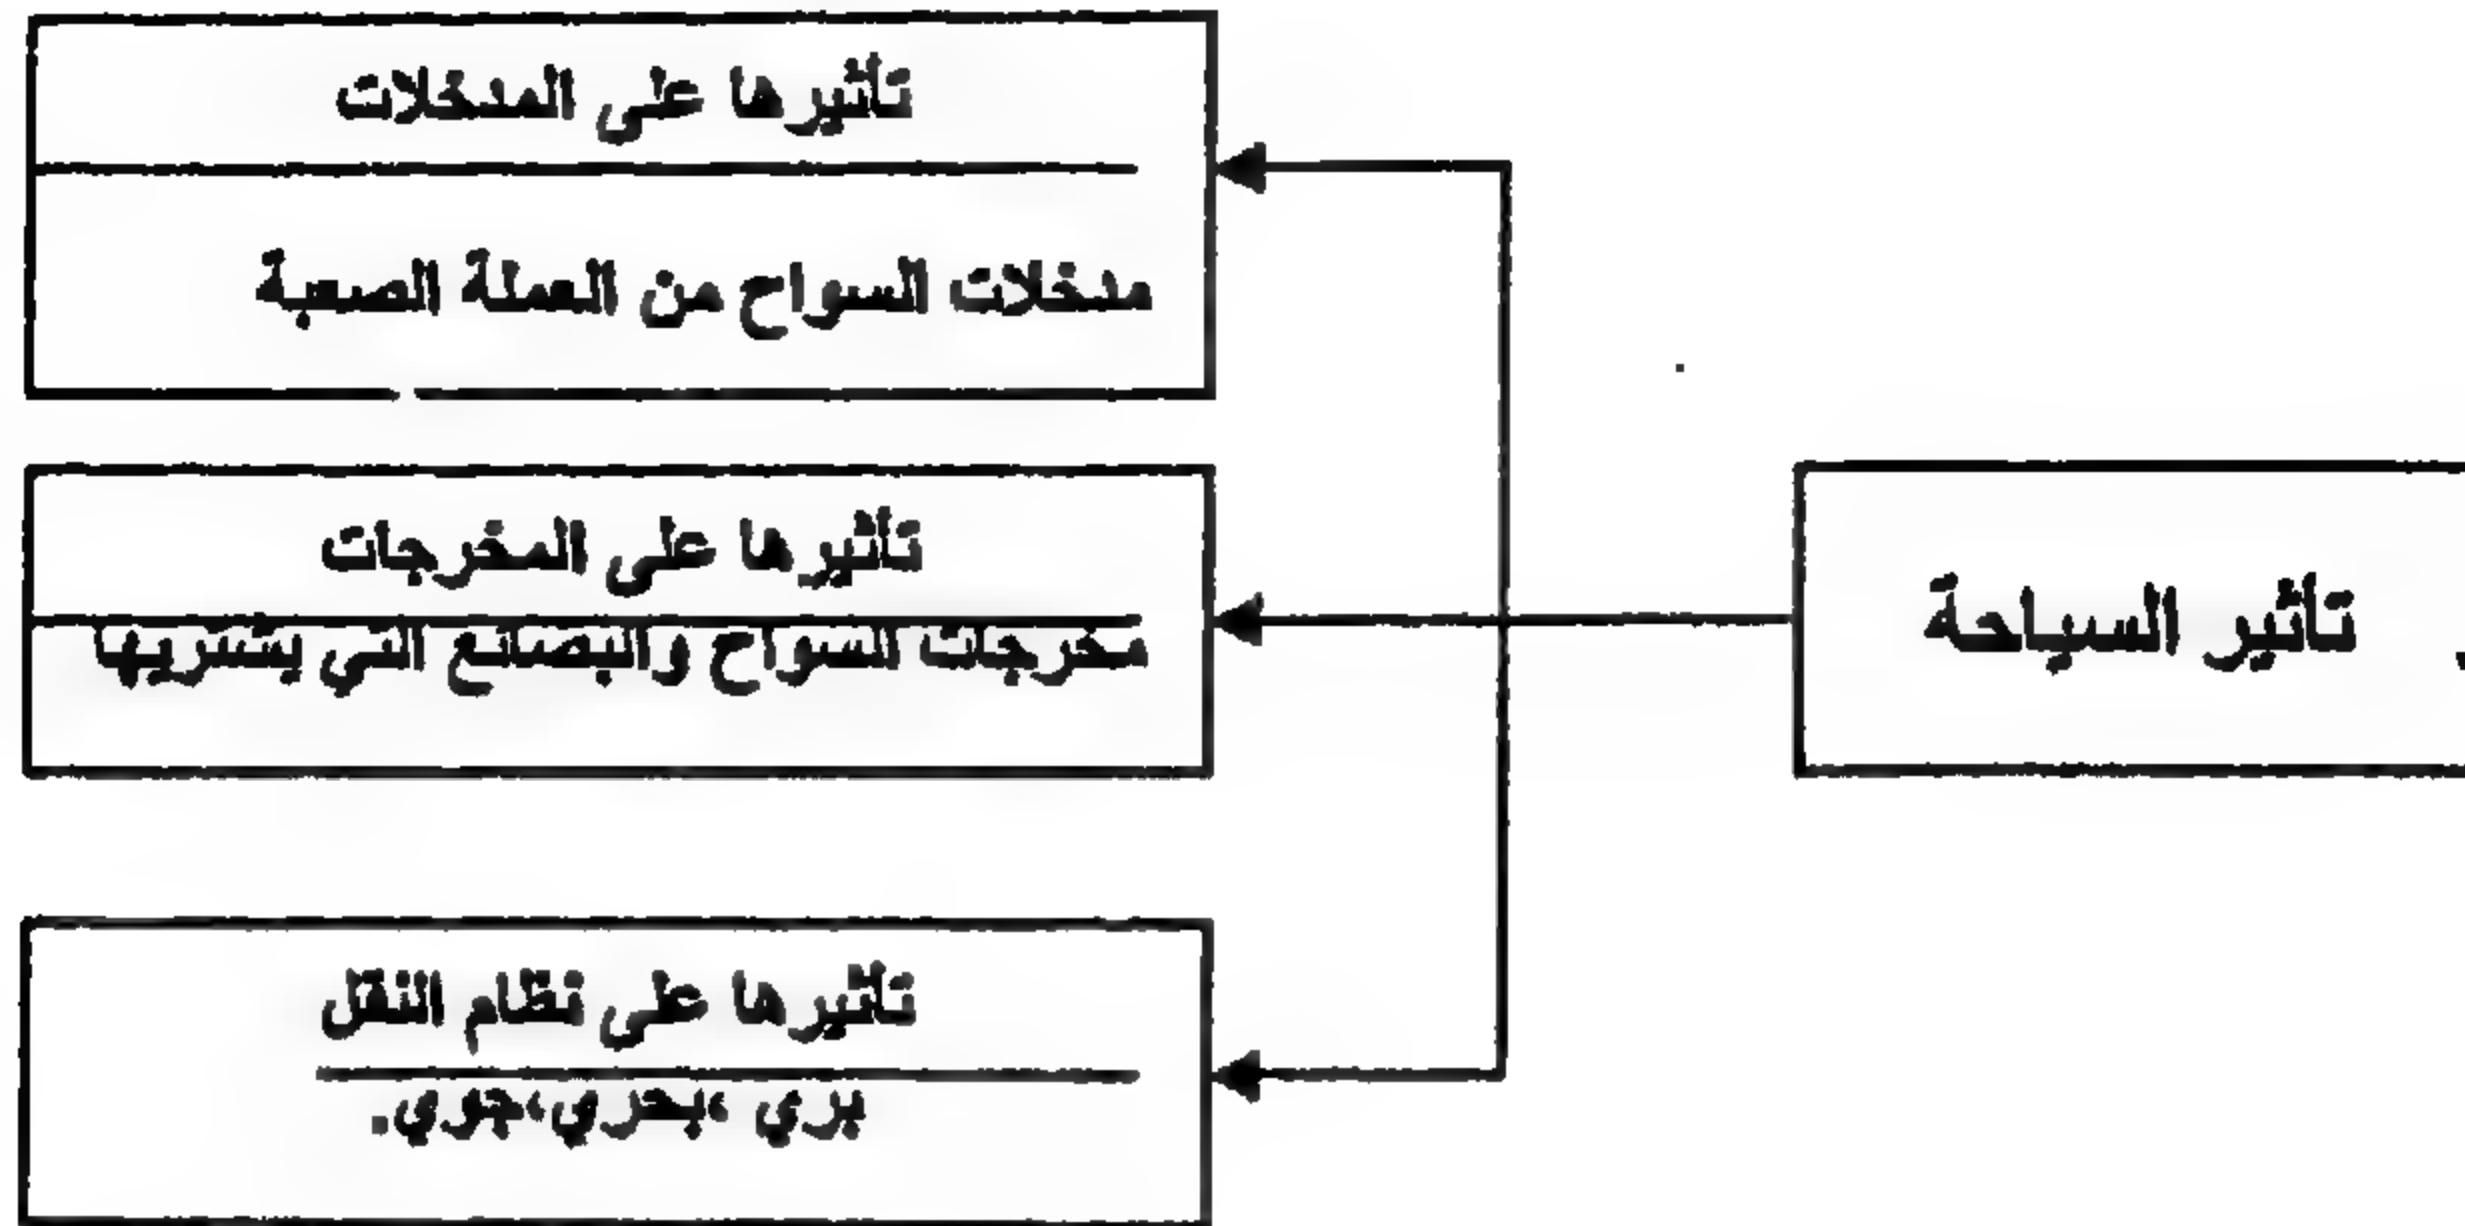 تأثير السياحة
تأثيرها على المدخلات
مدخلات السواح من العملة الصعبة
تأثيرها على المخرجات
مخرجات السواح والبضائع التي يشتريها
تأثيرها على نظام النقل
بري ،بحري،جوي.